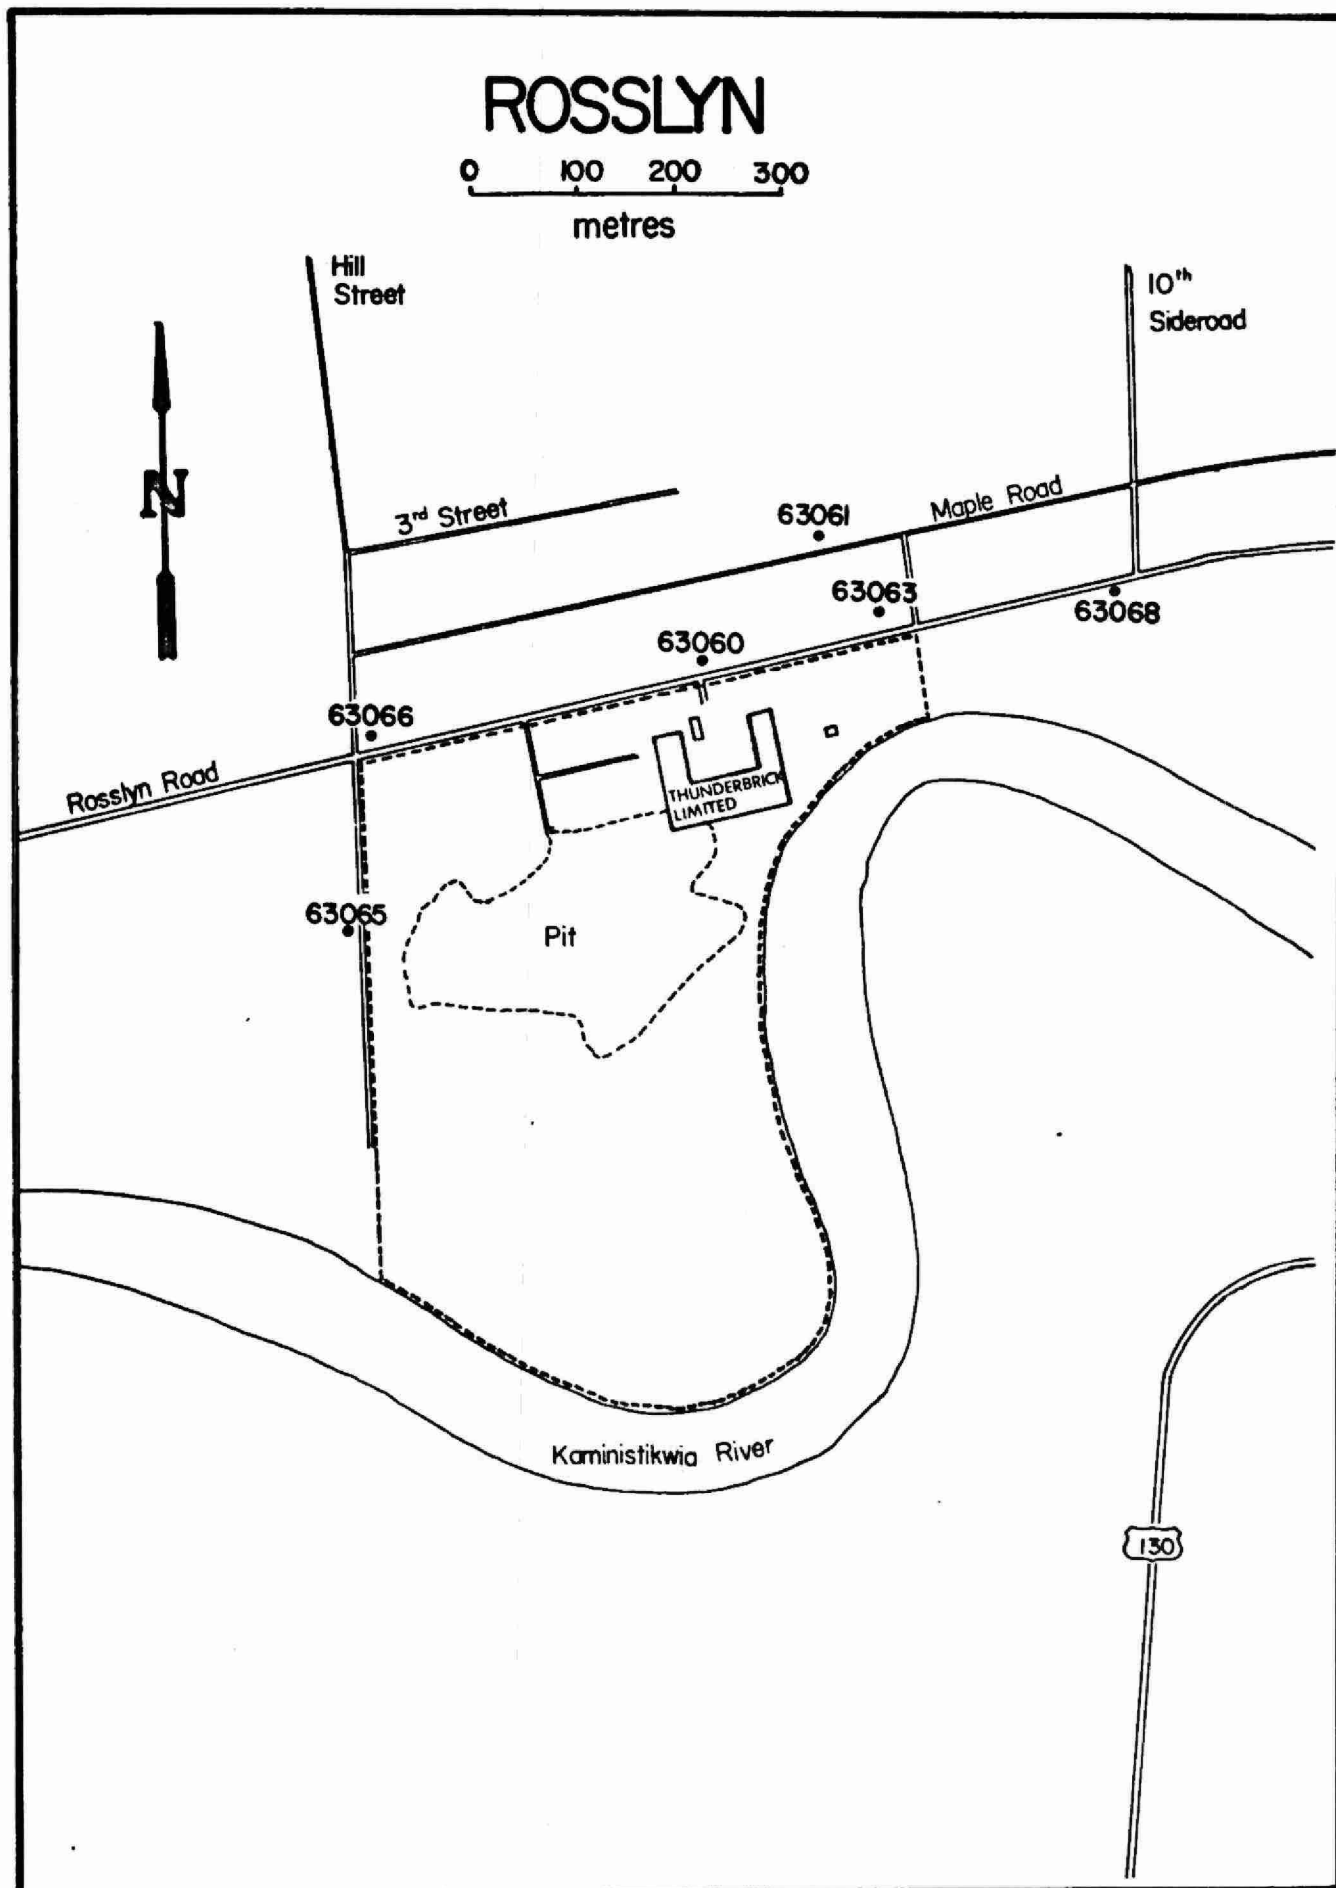 ROSSLYN
0 100 200 300
metres
Hill
Street
10th
Sideroad
N
3rd Street
Maple Road
63061
63063
63068
63060
63066
Rosslyn Road
THUNDERBRICK
LIMITED
63065
Pit
Kaministikwia River
130